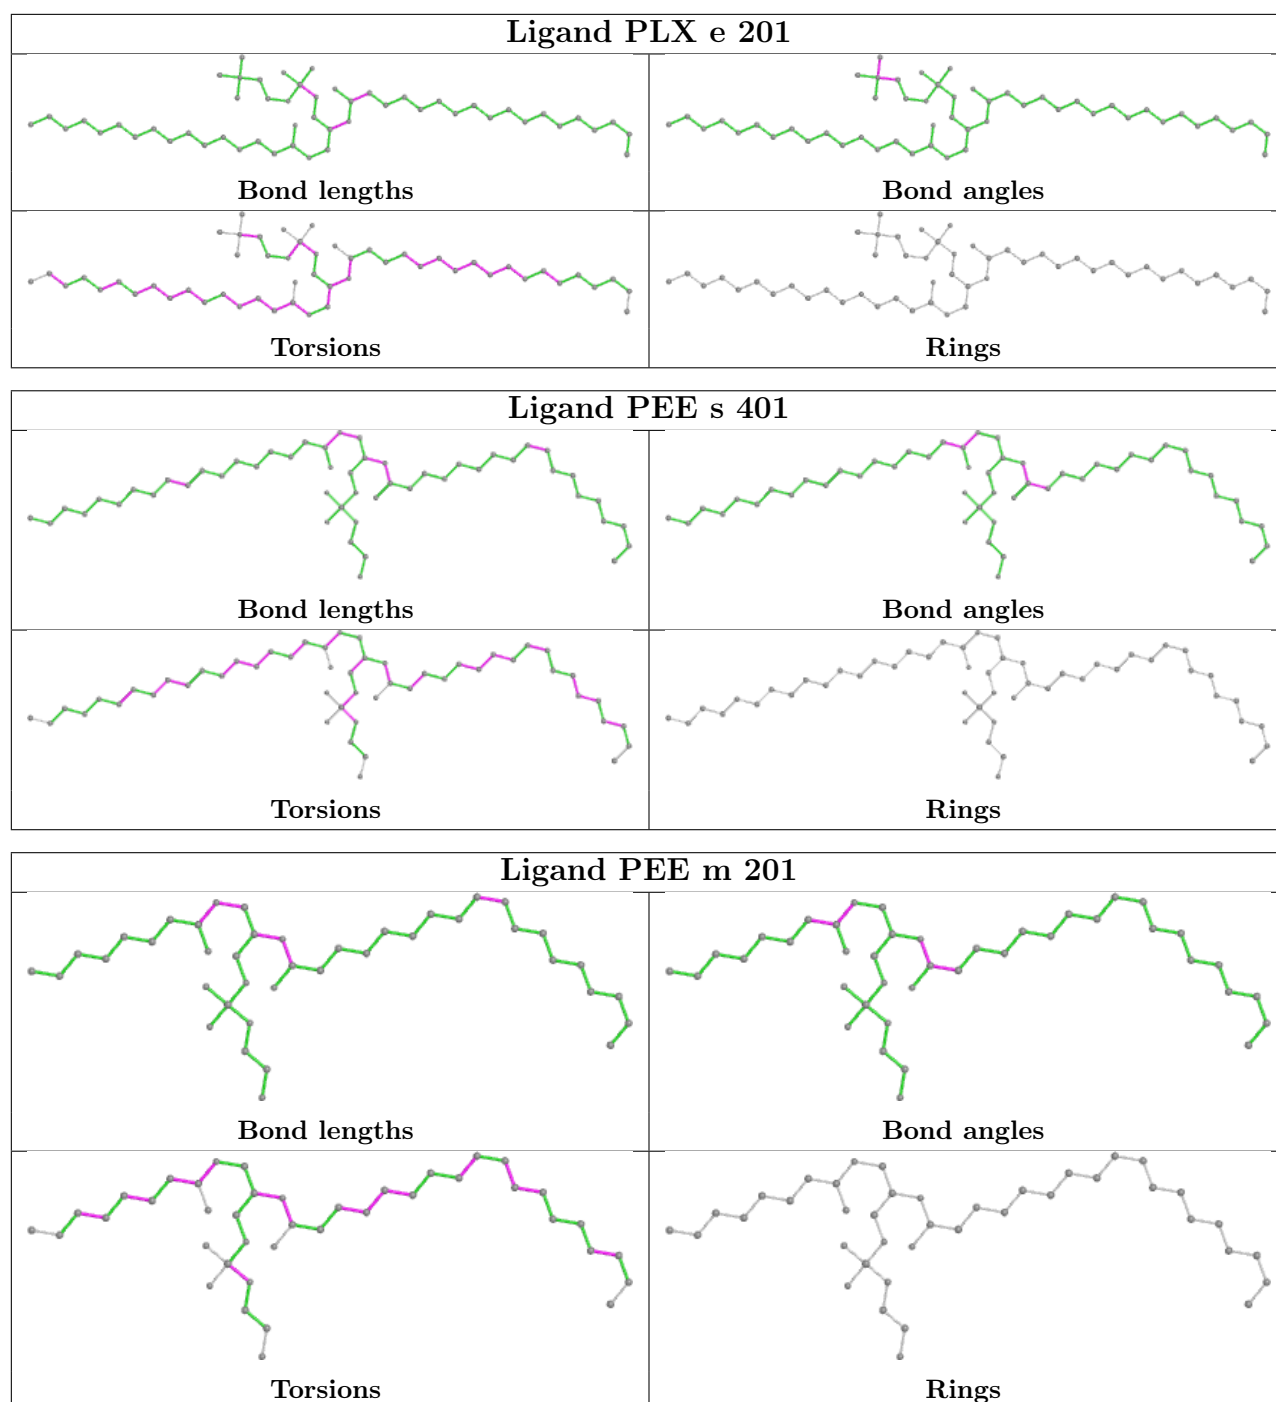 Ligand PLX e 201
Bond lengths
Bond angles
Torsions
Rings
Ligand PEE s 401
Bond lengths
Bond angles
Torsions
Rings
Ligand PEE m 201
Bond lengths
Bond angles
Torsions
Rings